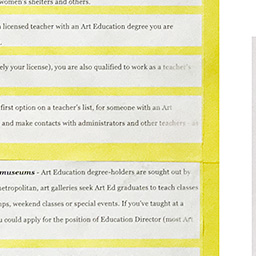 women's shelters and others.
licensed teacher with an Art Education degree you are
ely your license), you are also qualified to work as a teacher's
first option on a teacher's list, for someone with an Art
and make contacts with administrators and other teachers as
museums - Art Education degree-holders are sought out by
etropolitan, art galleries seek Art Ed graduates to teach classes
ups, weekend classes or special events. If you've taught at
u could apply for the position of Education Director (most Art